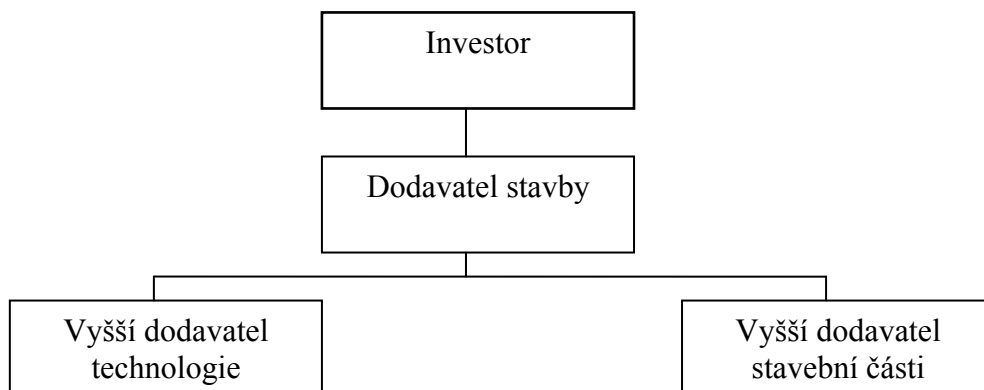 Investor
Dodavatel stavby
Vyšší dodavatel
technologie
Vyšší dodavatel
stavební části